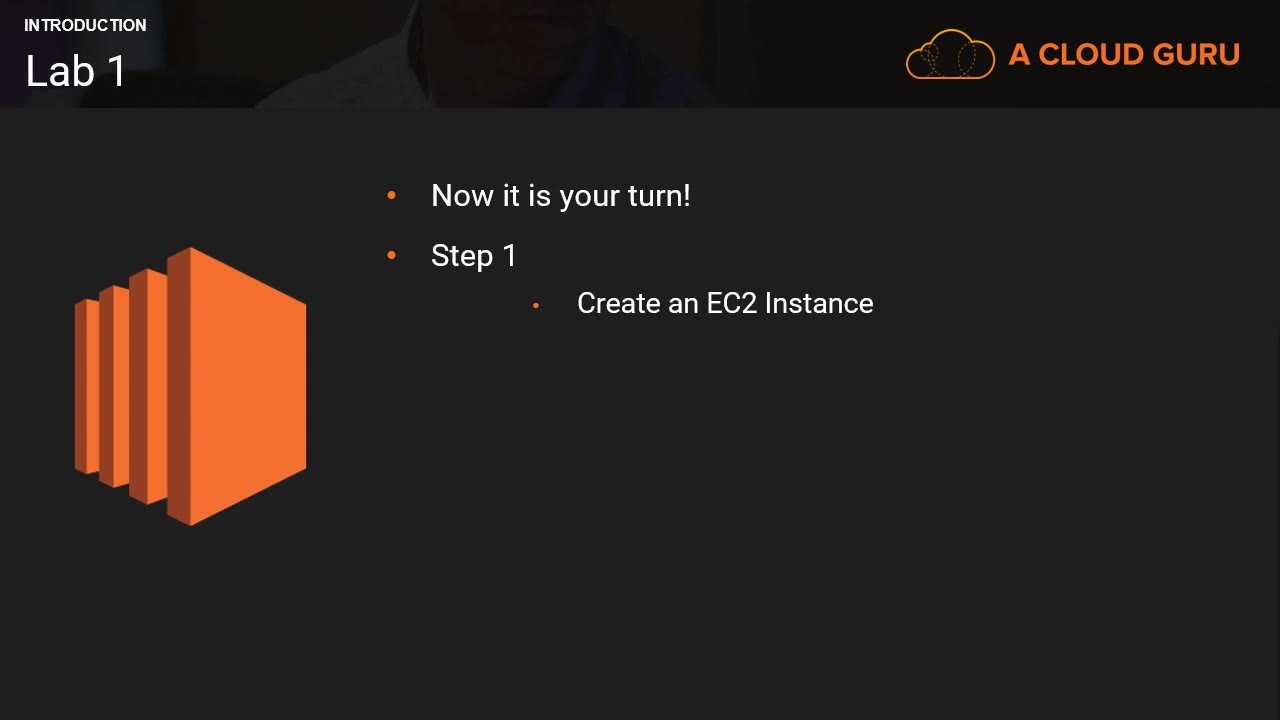 INTRODUCTION
Lab 1
A CLOUD GURU
Now it is your turn!
Step 1
Create an EC2 Instance